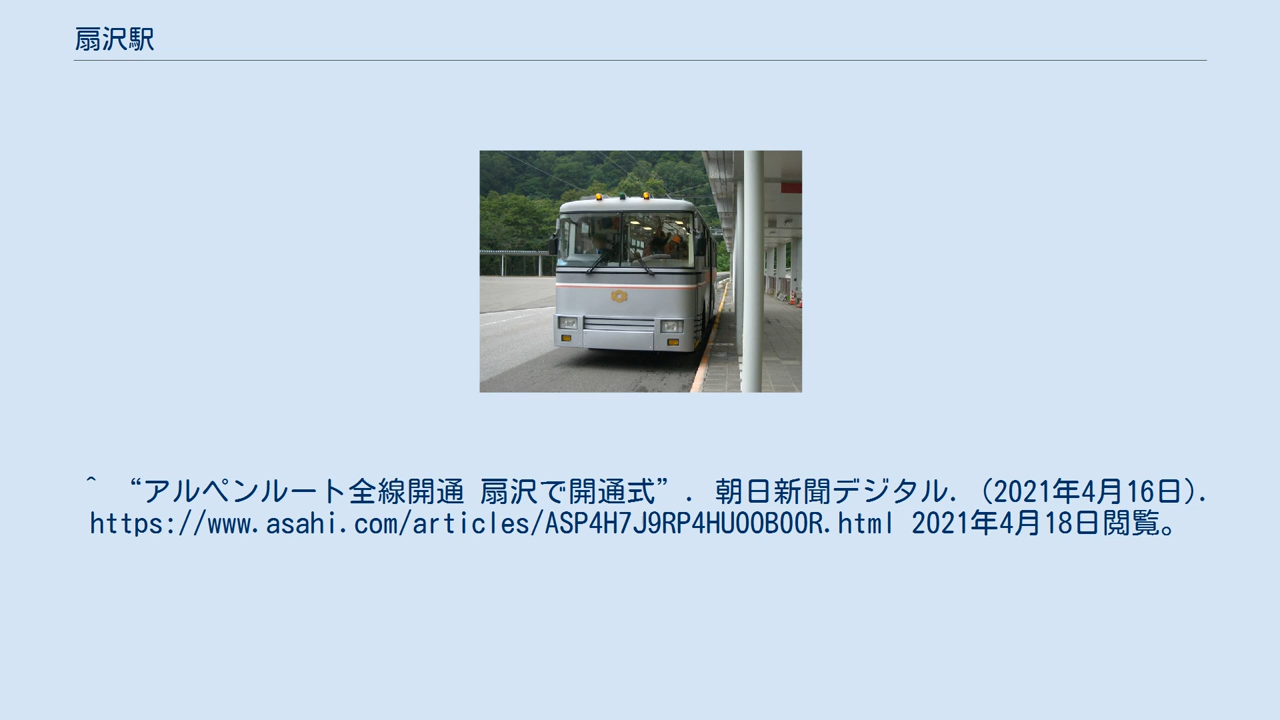 扇沢駅
^ “アルペンルート全線開通 扇沢で開通式”. 朝日新聞デジタル. (2021年4月16日).
https://www.asahi.com/articles/ASP4H7J9RP4HUOOB00R.html 2021年4月18日閲覧。